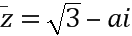 z̄ = √3 − ai